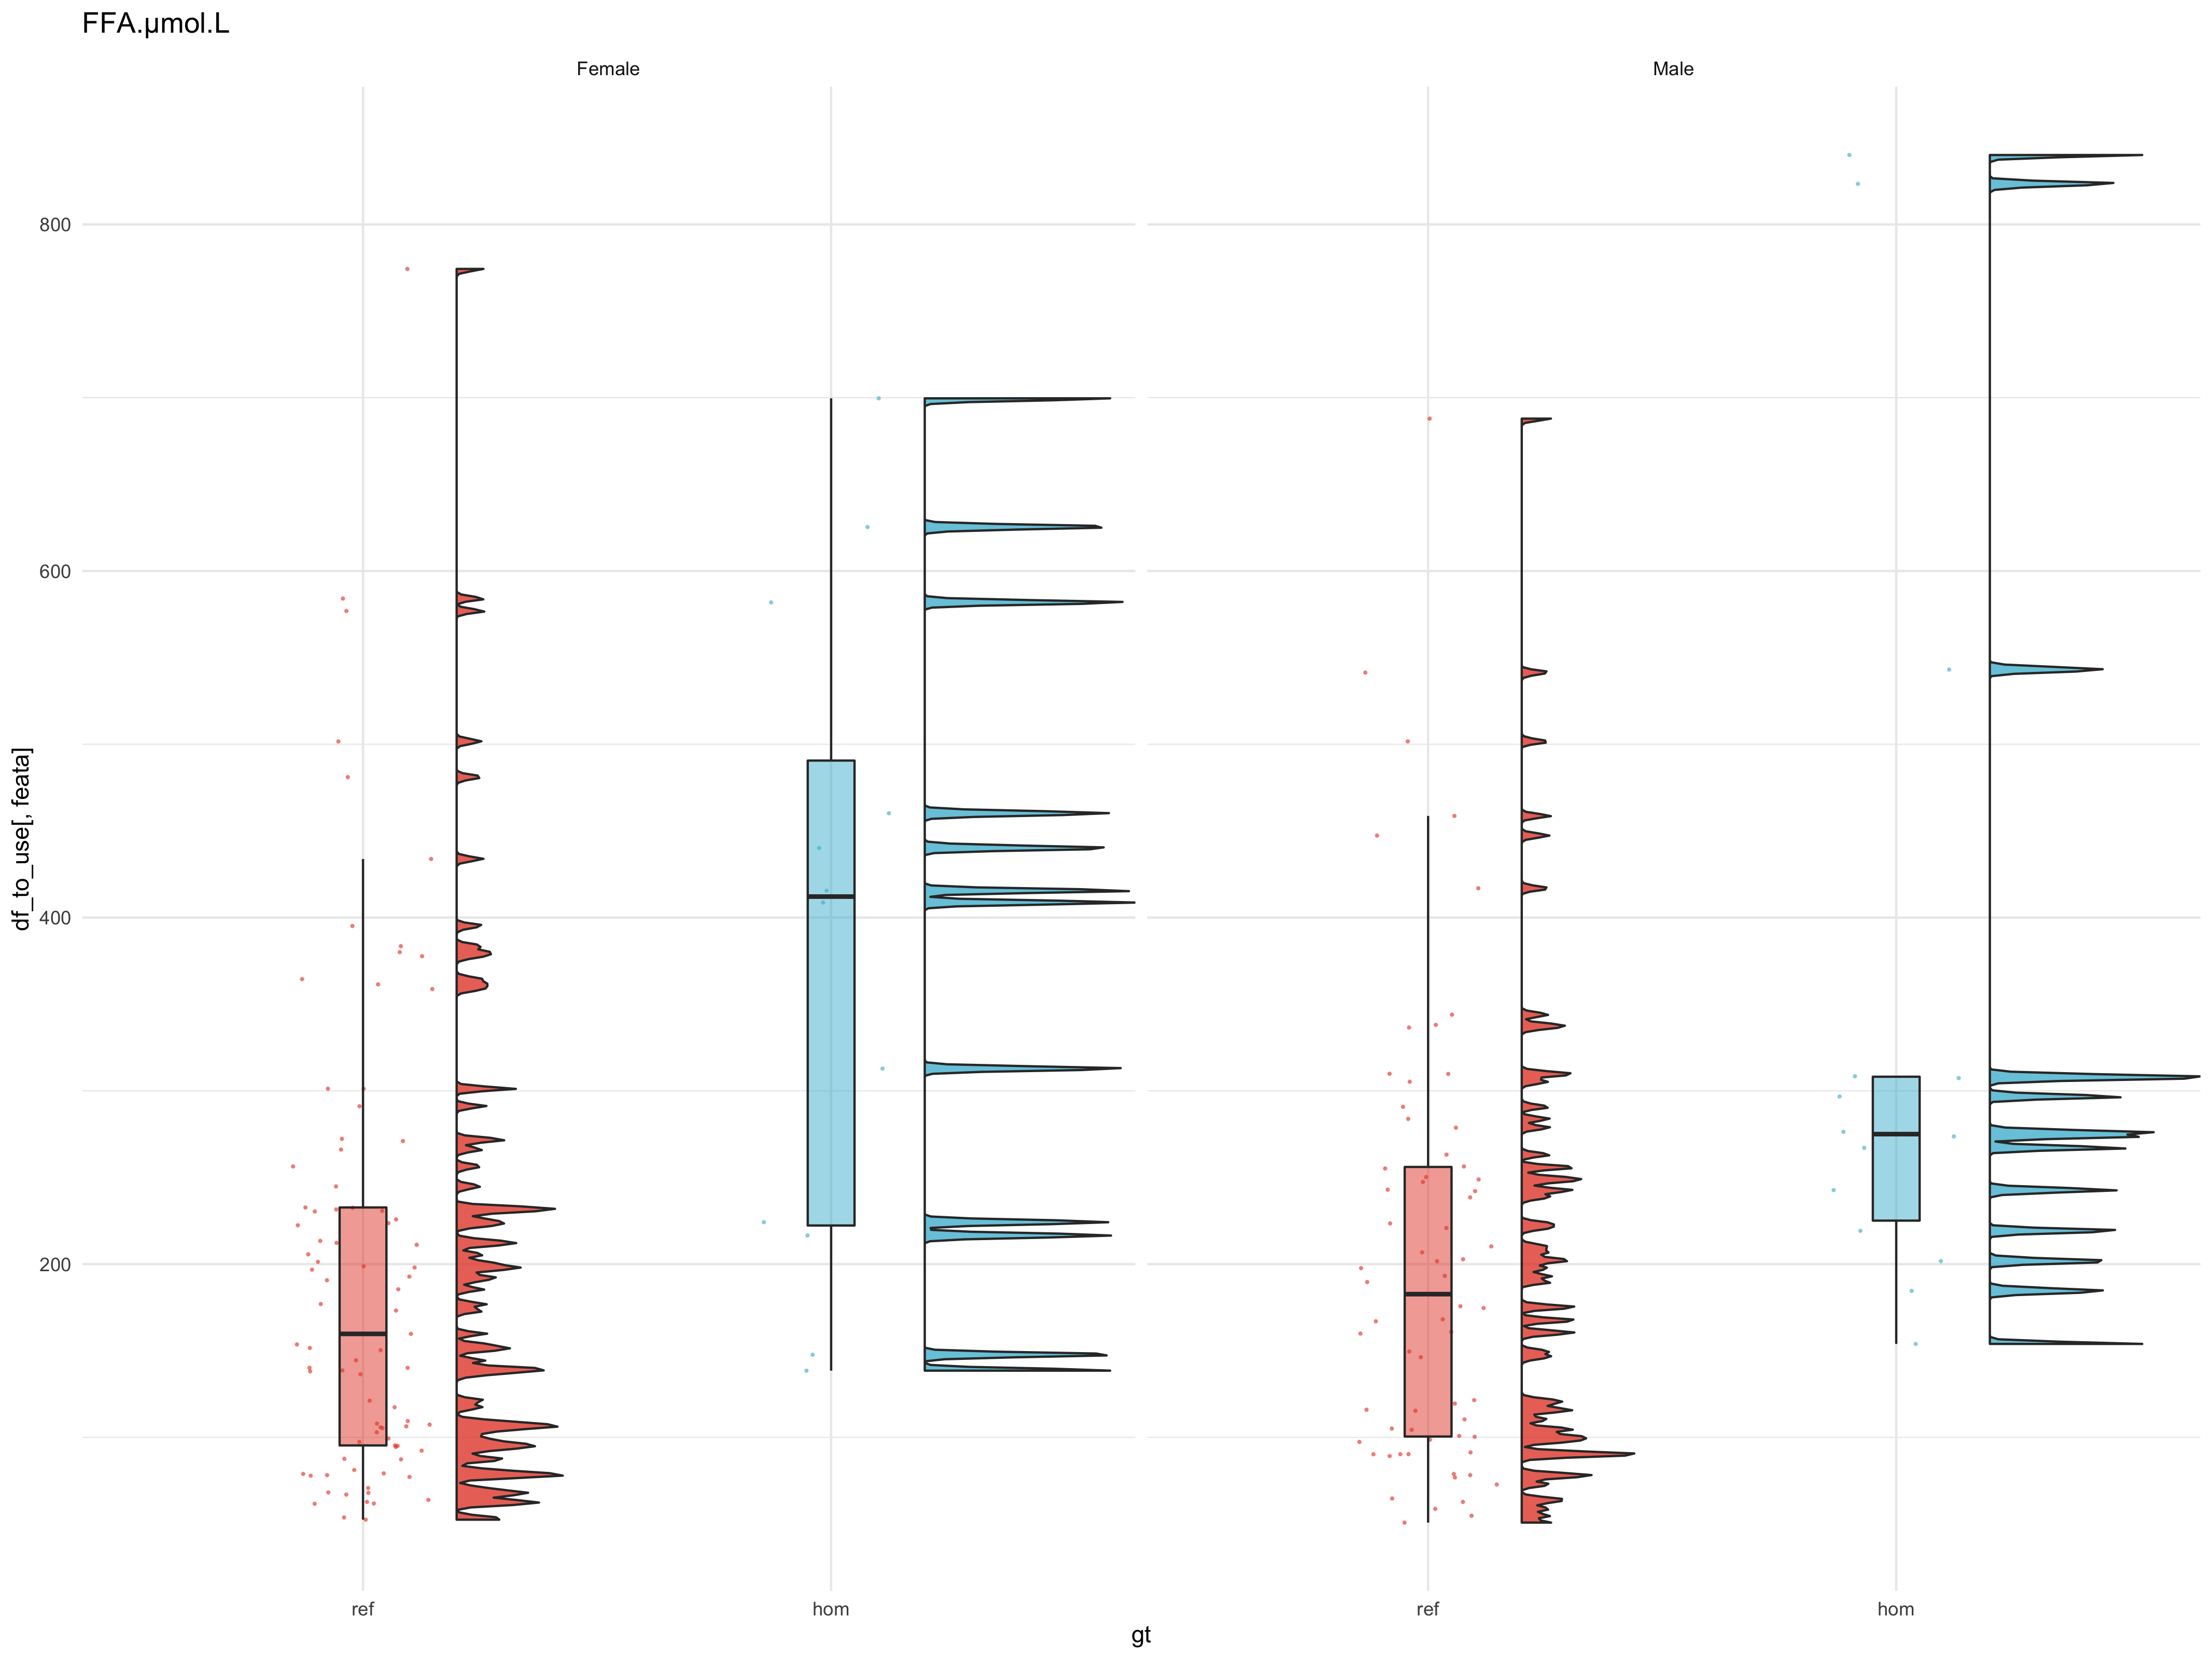 FFA.µmol.L
Female
Male
800
600
400
200
df_to_use[, feata]
ref
hom
ref
hom
gt